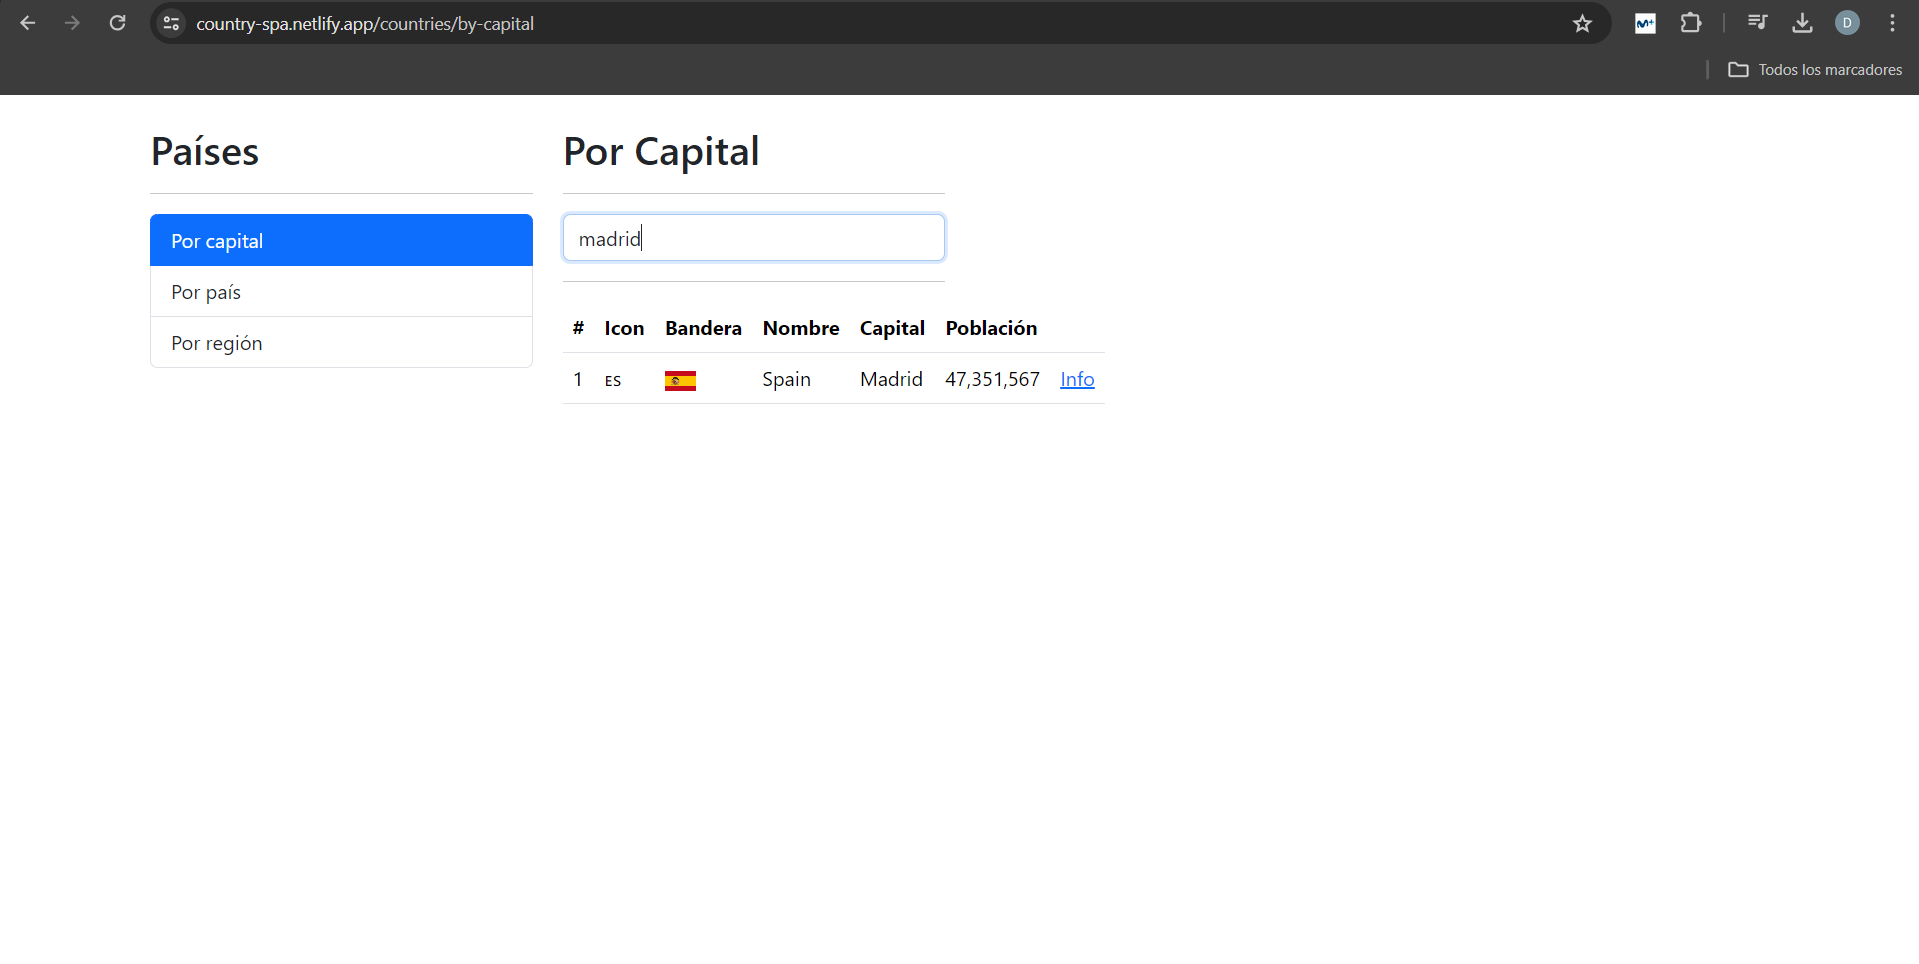 country-spa.netlify.app/countries/by-capital
D
Todos los marcadores
Países
Por capital
Por país
Por región
Por Capital
madrid
# Icon Bandera Nombre Capital Población
1 ES Spain Madrid 47,351,567 Info